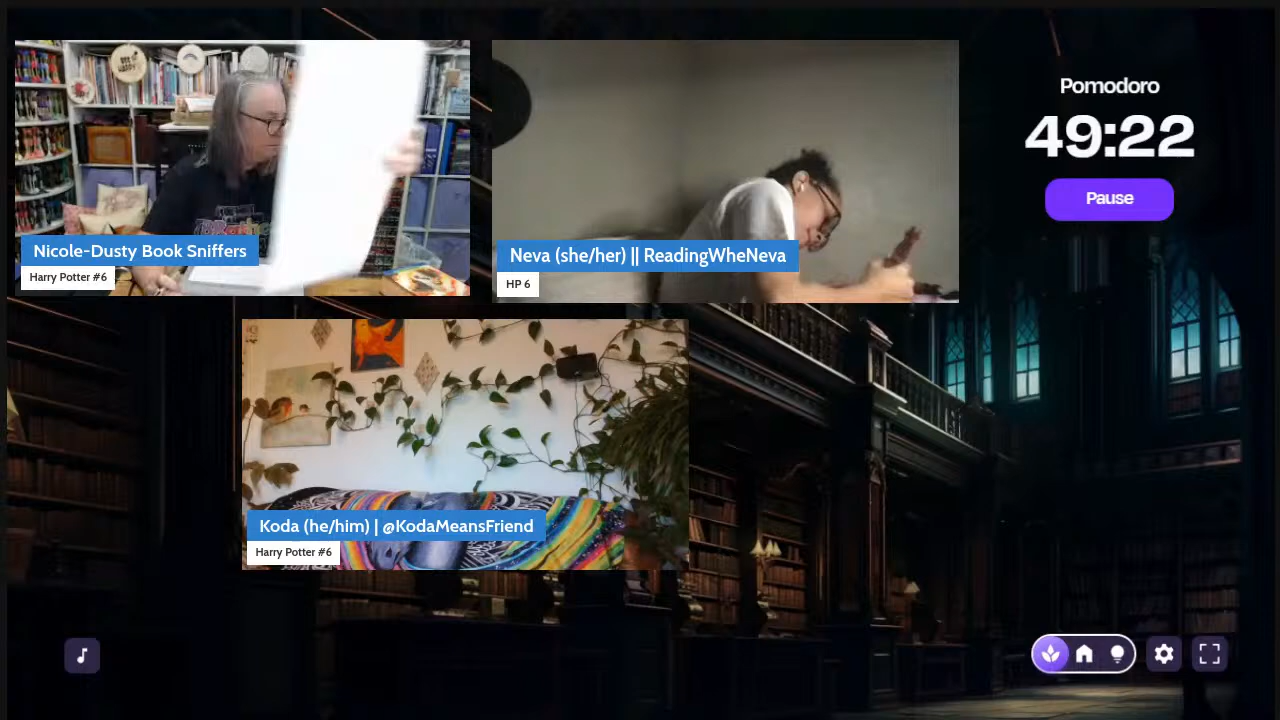 Pomodoro
49:22
Pause
Nicole-Dusty Book Sniffers
Harry Potter #6
Neva (she/her) || ReadingWheNeva
HP 6
Koda (he/him) | @KodaMeansFriend
Harry Potter #6